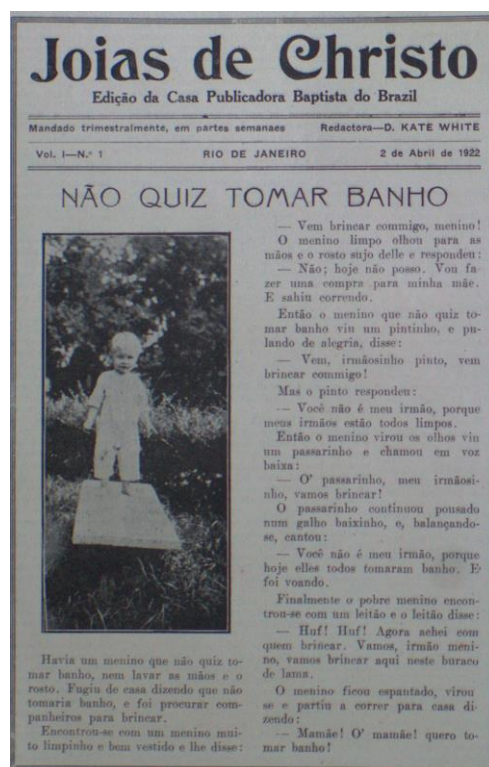 Joias de Christo
Edição da Casa Publicadora Baptista do Brazil
Mandado trimestralmente, em partes semanaes Redactora—D. KATE WHITE
Vol. I—N.º 1 RIO DE JANEIRO 2 de Abril de 1922
NÃO QUIZ TOMAR BANHO
Havia um menino que não quiz to-
mar banho, nem lavar as mãos e o
rosto. Fugiu de casa dizendo que não
tomaria banho, e foi procurar com-
panheiros para brincar.
Encontrou-se com um menino mui-
to limpinho e bem vestido e lhe disse:
— Vem brincar commigo, menino!
O menino limpo olhou para as
mãos e o rosto sujo delle e respondeu:
— Não; hoje não posso. Vou fa-
zer uma compra para minha mãe.
E sahiu correndo.
Então o menino que não quiz to-
mar banho viu um pintinho, e pu-
lando de alegria, disse:
— Vem, irmãosinho pinto, vem
brincar commigo!
Mas o pinto respondeu:
— Você não é meu irmão, porque
meus irmãos estão todos limpos.
Então o menino virou os olhos viu
um passarinho e chamou em voz
baixa:
— O' passarinho, meu irmãosi-
nho, vamos brincar!
O passarinho continuou pousado
num galho baixinho, e, balançando-
se, cantou:
— Você não é meu irmão, porque
hoje elles todos tomaram banho. E
foi voando.
Finalmente o pobre menino encon-
trou-se com um leitão e o leitão disse:
— Huf! Huf! Agora achei com
quem brincar. Vamos, irmão meni-
no, vamos brincar aqui neste buraco
de lama.
O menino ficou espantado, virou
se e partiu a correr para casa di-
zendo:
— Mamãe! O' mamãe! quero to-
mar banho!